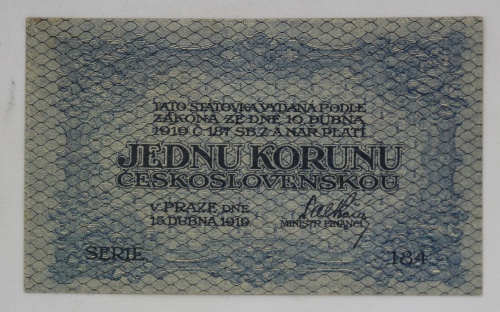 TATO STÁTOVKA VYDANÁ PODLE
ZÁKONA ZE DNE 10. DUBNA
1919 Č 187 SB. Z. A NAR. PLATÍ
JEDNU KORUNU
ČESKOSLOVENSKOU
V PRAZE DNE
15. DUBNA 1919
MINISTR FINANCÍ
SERIE. 184